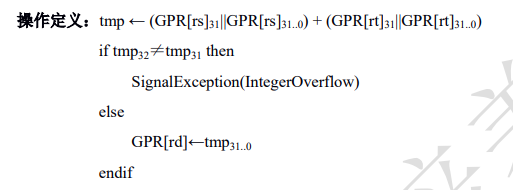 操作定义：tmp ← (GPR[rs]31||GPR[rs]31..0) + (GPR[rt]31||GPR[rt]31..0)
if tmp32≠tmp31 then
SignalException(IntegerOverflow)
else
GPR[rd]←tmp31..0
endif